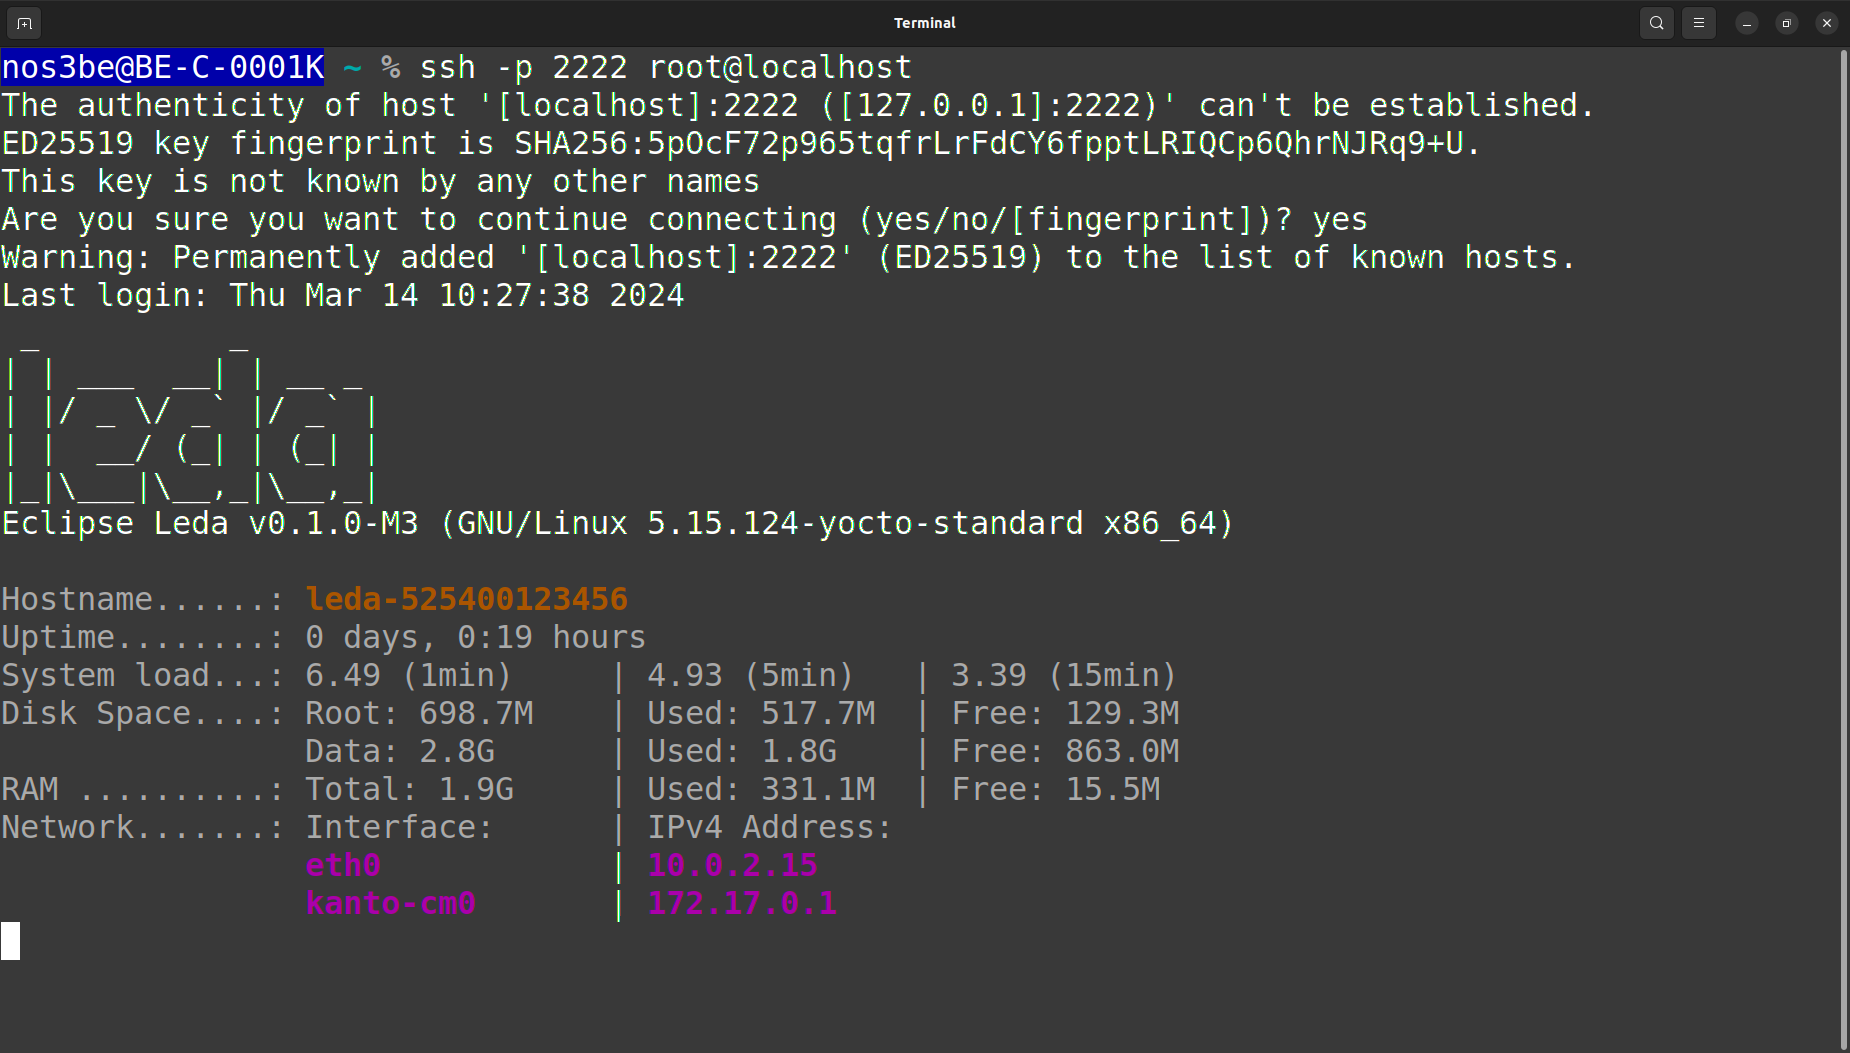 Terminal
nos3be@BE-C-0001K ~ % ssh -p 2222 root@localhost
The authenticity of host '[localhost]:2222 ([127.0.0.1]:2222)' can't be established.
ED25519 key fingerprint is SHA256:5pOcF72p965tqfrLrFdCY6fpptLRIQCp6QhrNJRq9+U.
This key is not known by any other names
Are you sure you want to continue connecting (yes/no/[fingerprint])? yes
Warning: Permanently added '[localhost]:2222' (ED25519) to the list of known hosts.
Last login: Thu Mar 14 10:27:38 2024
 _          _
| | ___  __| | __ _
| |/ _ \/ _` |/ _` |
| |  __/ (_| | (_| |
|_|\___|\__,_|\__,_|
Eclipse Leda v0.1.0-M3 (GNU/Linux 5.15.124-yocto-standard x86_64)
Hostname......: leda-525400123456
Uptime........: 0 days, 0:19 hours
System load...: 6.49 (1min)     | 4.93 (5min)   | 3.39 (15min)
Disk Space....: Root: 698.7M    | Used: 517.7M  | Free: 129.3M
                Data: 2.8G      | Used: 1.8G    | Free: 863.0M
RAM ..........: Total: 1.9G     | Used: 331.1M  | Free: 15.5M
Network.......: Interface:      | IPv4 Address:
                eth0            | 10.0.2.15
                kanto-cm0       | 172.17.0.1